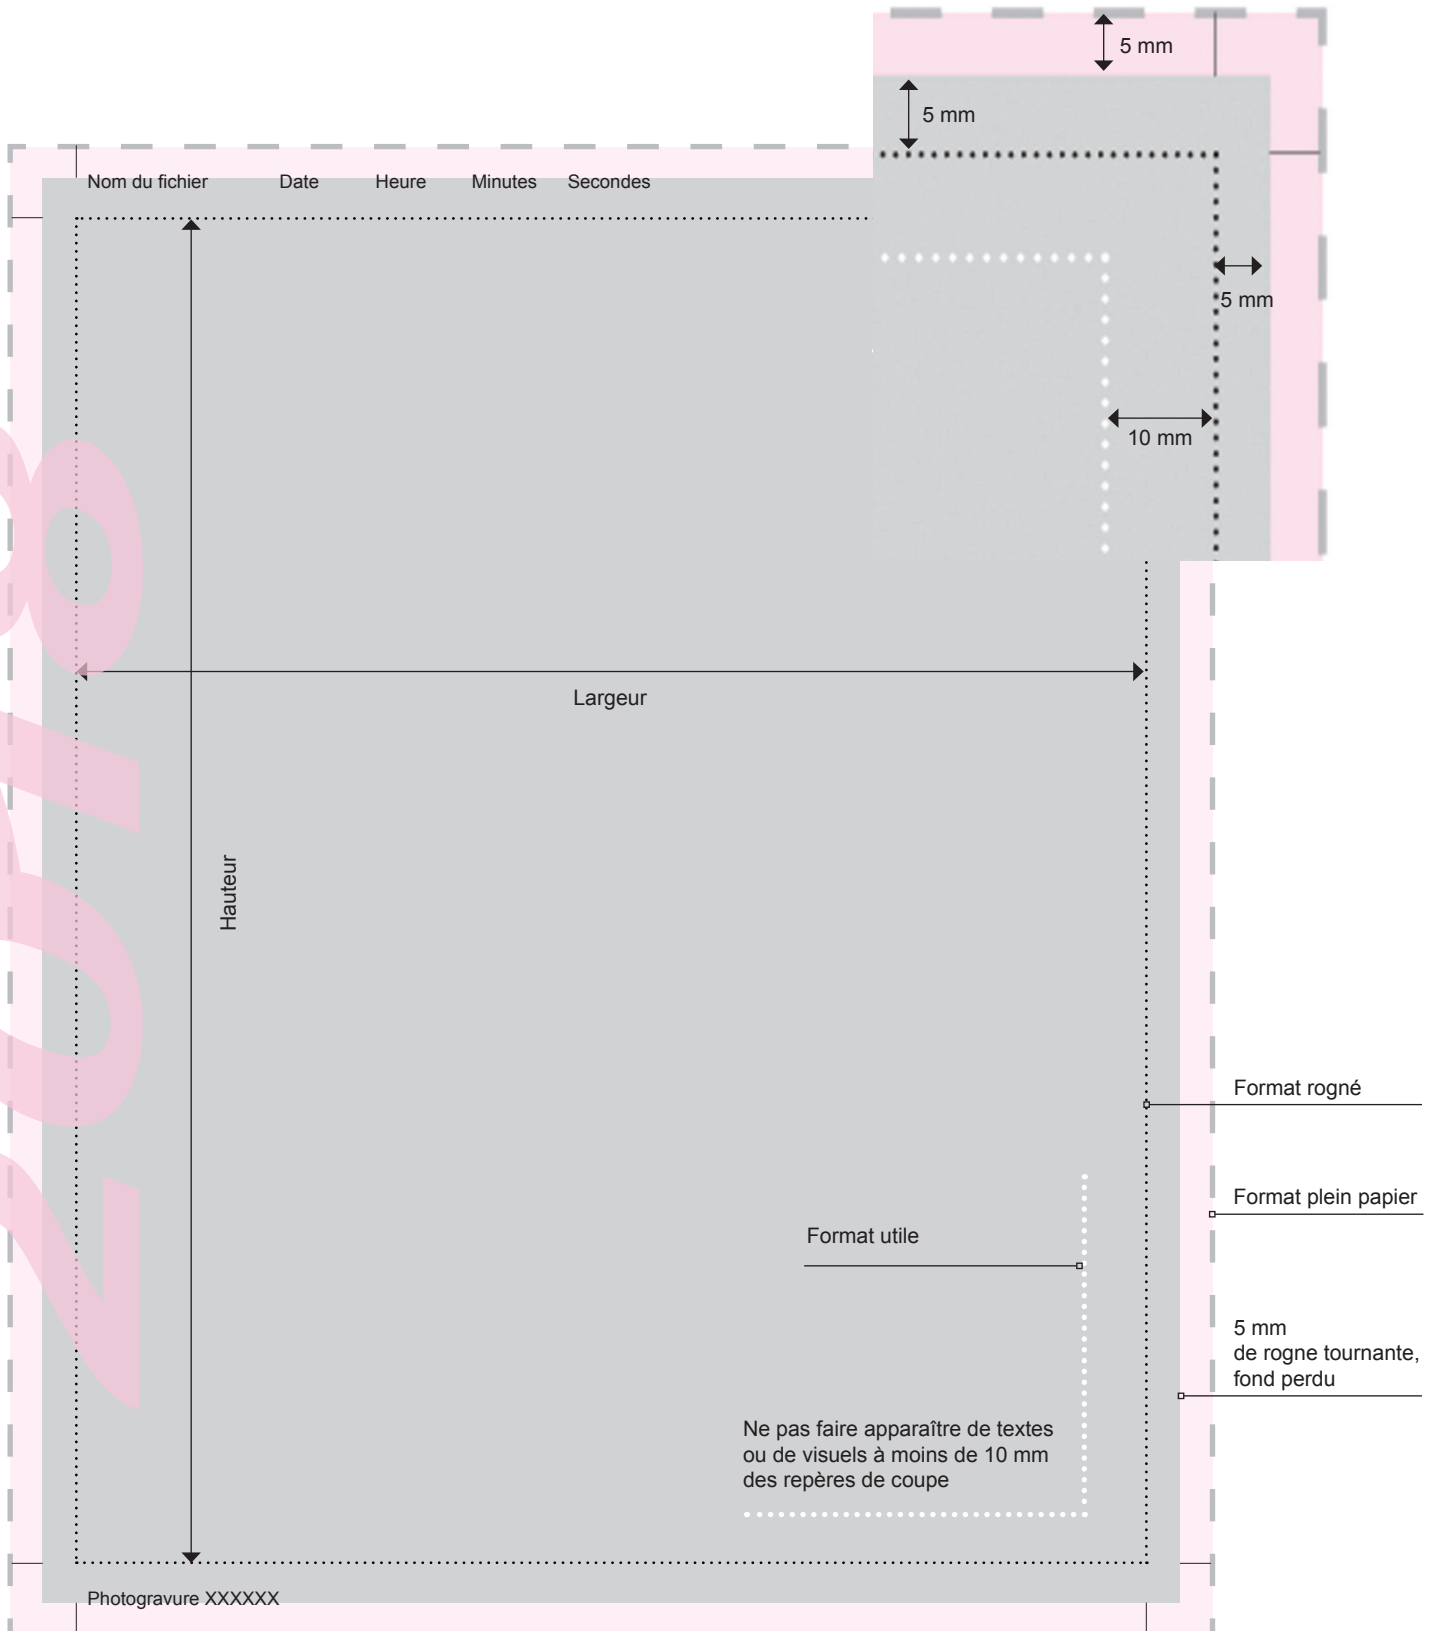 5 mm
5 mm
Nom du fichier Date Heure Minutes Secondes
5 mm
10 mm
Largeur
Hauteur
2018
Format rogné
Format plein papier
Format utile
5 mm
de rogne tournante,
fond perdu
Ne pas faire apparaître de textes
ou de visuels à moins de 10 mm
des repères de coupe
Photogravure XXXXXX